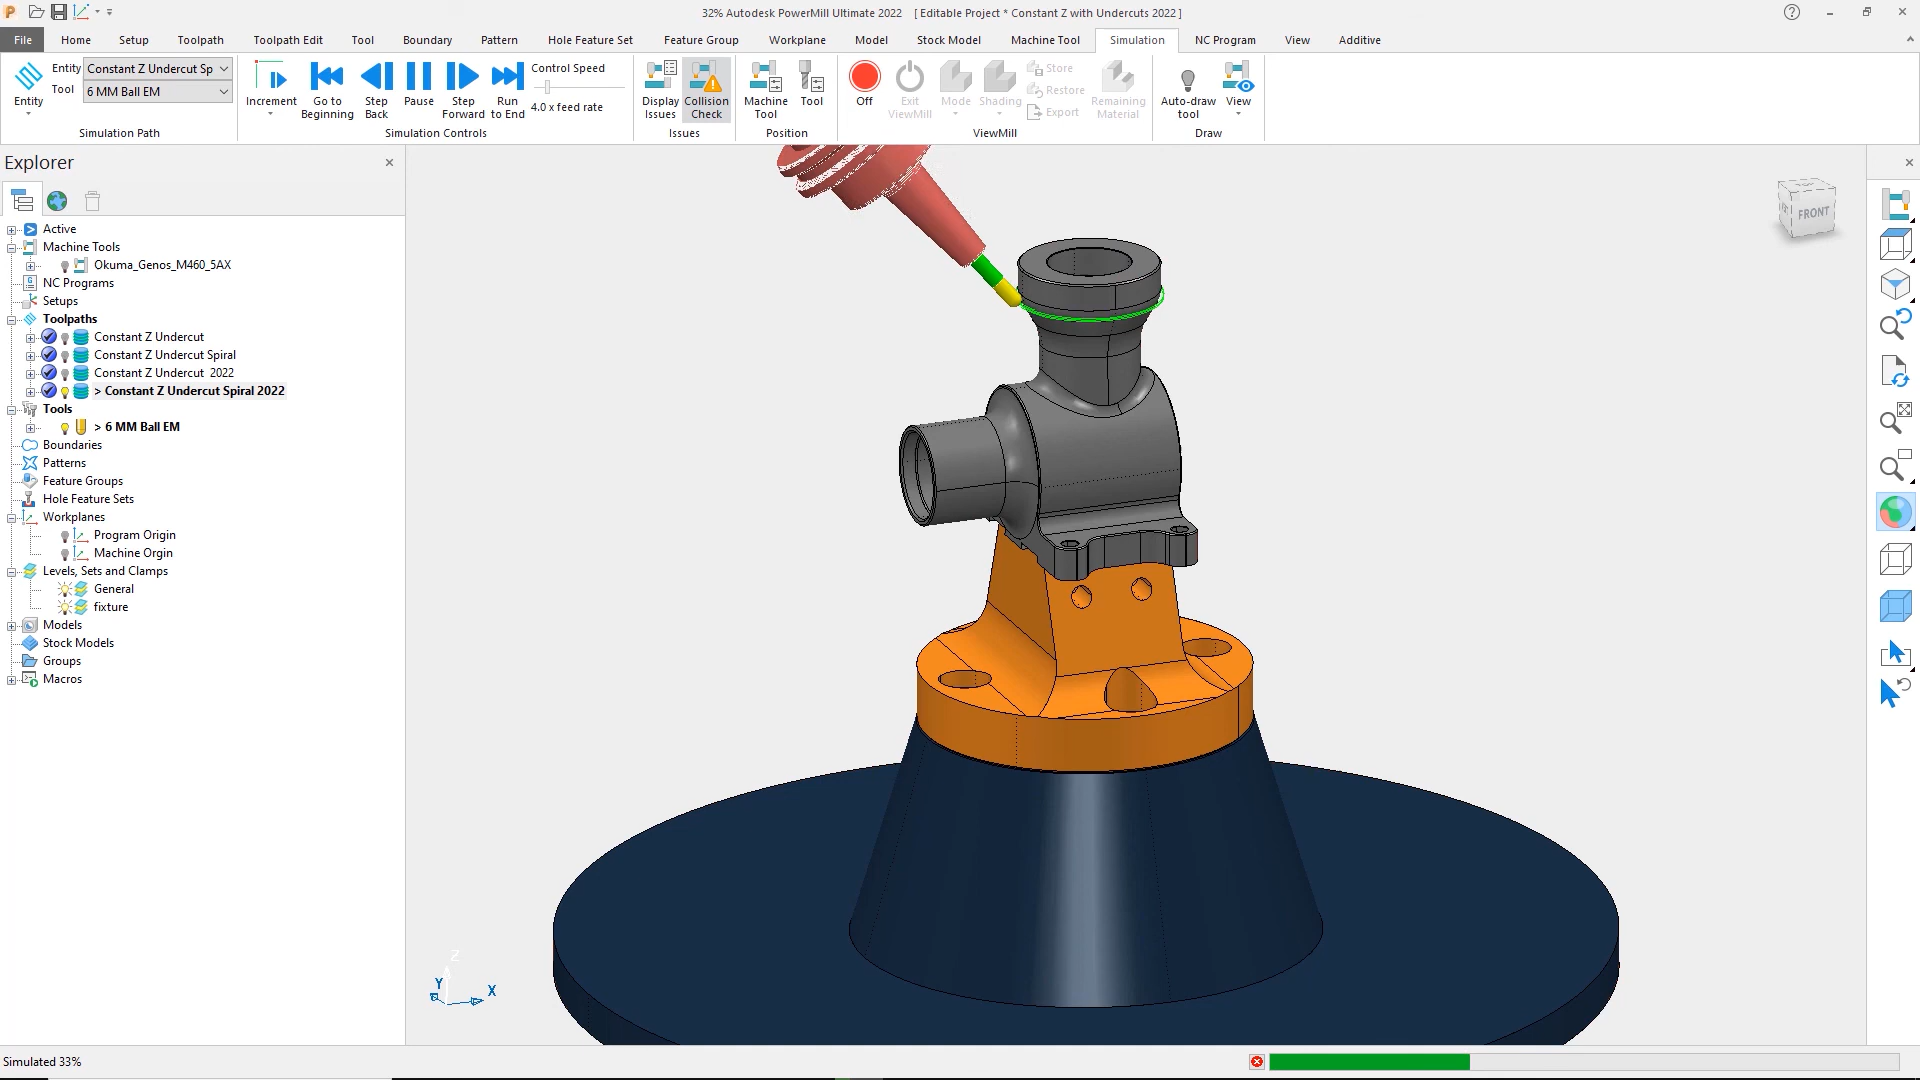 32% Autodesk PowerMill Ultimate 2022 [ Editable Project * Constant Z with Undercuts 2022 ]
File Home Setup Toolpath Toolpath Edit Tool Boundary Pattern Hole Feature Set Feature Group Workplane Model Stock Model Machine Tool Simulation NC Program View Additive
Entity Constant Z Undercut Sp
Tool 6 MM Ball EM
Entity
Simulation Path
Increment
Go to Beginning
Step Back
Pause
Step Forward
Run to End
Control Speed
4.0 x feed rate
Simulation Controls
Display Issues
Collision Check
Issues
Machine Tool
Tool
Position
Off
Exit ViewMill
Mode
Shading
Store
Restore
Export
Remaining Material
ViewMill
Auto-draw tool
View
Draw
Explorer
Active
Machine Tools
Okuma_Genos_M460_5AX
NC Programs
Setups
Toolpaths
Constant Z Undercut
Constant Z Undercut Spiral
Constant Z Undercut 2022
> Constant Z Undercut Spiral 2022
Tools
> 6 MM Ball EM
Boundaries
Patterns
Feature Groups
Hole Feature Sets
Workplanes
Program Origin
Machine Orgin
Levels, Sets and Clamps
General
fixture
Models
Stock Models
Groups
Macros
FRONT
Z
Y
X
Simulated 33%